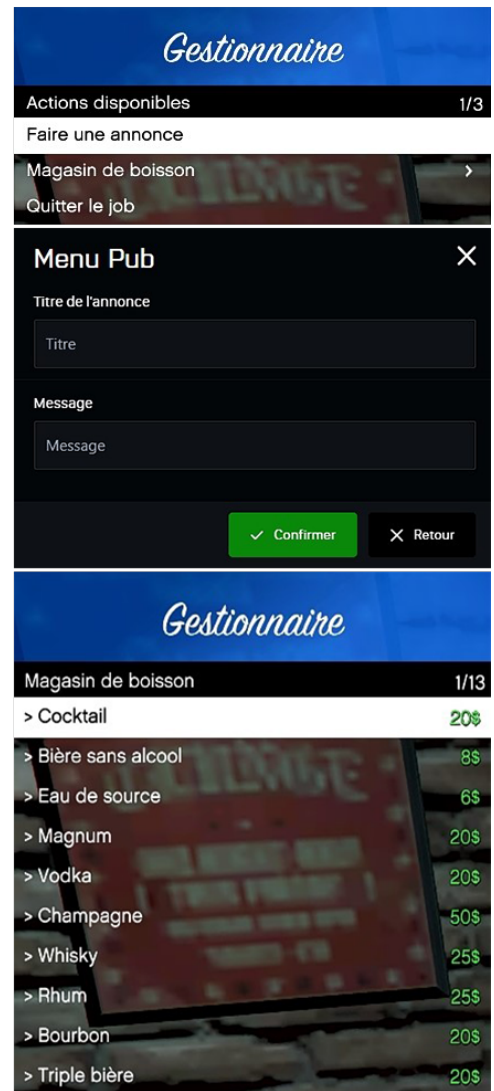 Gestionnaire
Actions disponibles 1/3
Faire une annonce
Magasin de boisson >
Quitter le job
Menu Pub
Titre de l'annonce
Titre
Message
Message
Confirmer Retour
Gestionnaire
Magasin de boisson 1/13
> Cocktail 20$
> Bière sans alcool 8$
> Eau de source 6$
> Magnum 20$
> Vodka 20$
> Champagne 50$
> Whisky 25$
> Rhum 25$
> Bourbon 20$
> Triple bière 20$